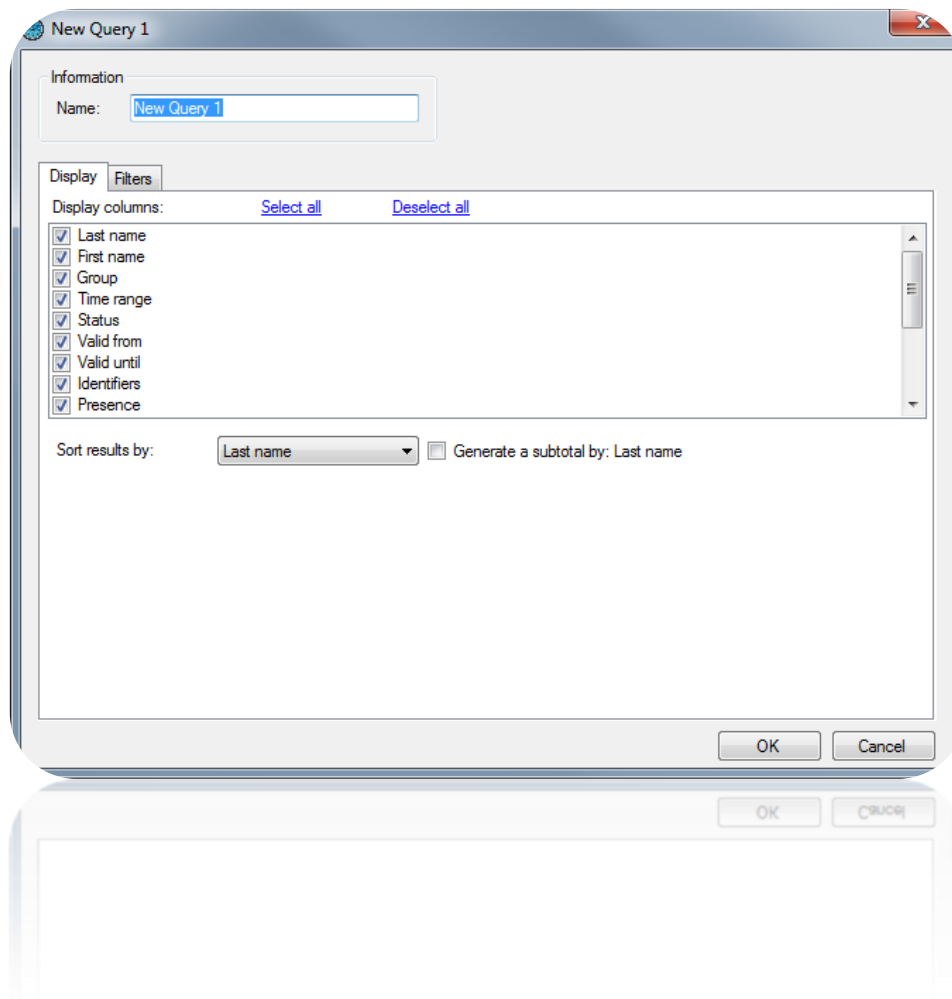 New Query 1
Information
Name: New Query 1
Display Filters
Display columns: Select all Deselect all
Last name
First name
Group
Time range
Status
Valid from
Valid until
Identifiers
Presence
Sort results by: Last name Generate a subtotal by: Last name
OK Cancel
OK Cancel